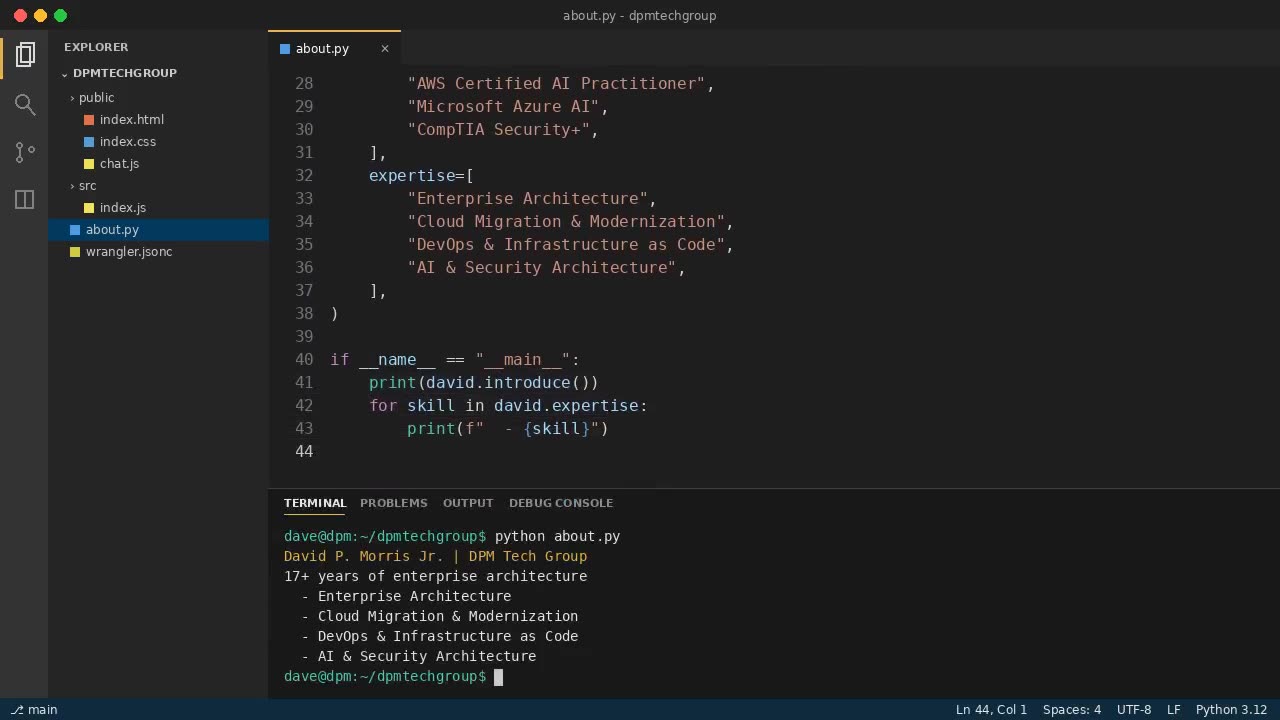 about.py - dpmtechgroup
EXPLORER
DPMTECHGROUP
public
index.html
index.css
chat.js
src
index.js
about.py
wrangler.jsonc
about.py ×
28         "AWS Certified AI Practitioner",
29         "Microsoft Azure AI",
30         "CompTIA Security+",
31     ],
32     expertise=[
33         "Enterprise Architecture",
34         "Cloud Migration & Modernization",
35         "DevOps & Infrastructure as Code",
36         "AI & Security Architecture",
37     ],
38 )
39
40 if __name__ == "__main__":
41     print(david.introduce())
42     for skill in david.expertise:
43         print(f"  - {skill}")
44
TERMINAL PROBLEMS OUTPUT DEBUG CONSOLE
dave@dpm:~/dpmtechgroup$ python about.py
David P. Morris Jr. | DPM Tech Group
17+ years of enterprise architecture
  - Enterprise Architecture
  - Cloud Migration & Modernization
  - DevOps & Infrastructure as Code
  - AI & Security Architecture
dave@dpm:~/dpmtechgroup$
main Ln 44, Col 1 Spaces: 4 UTF-8 LF Python 3.12